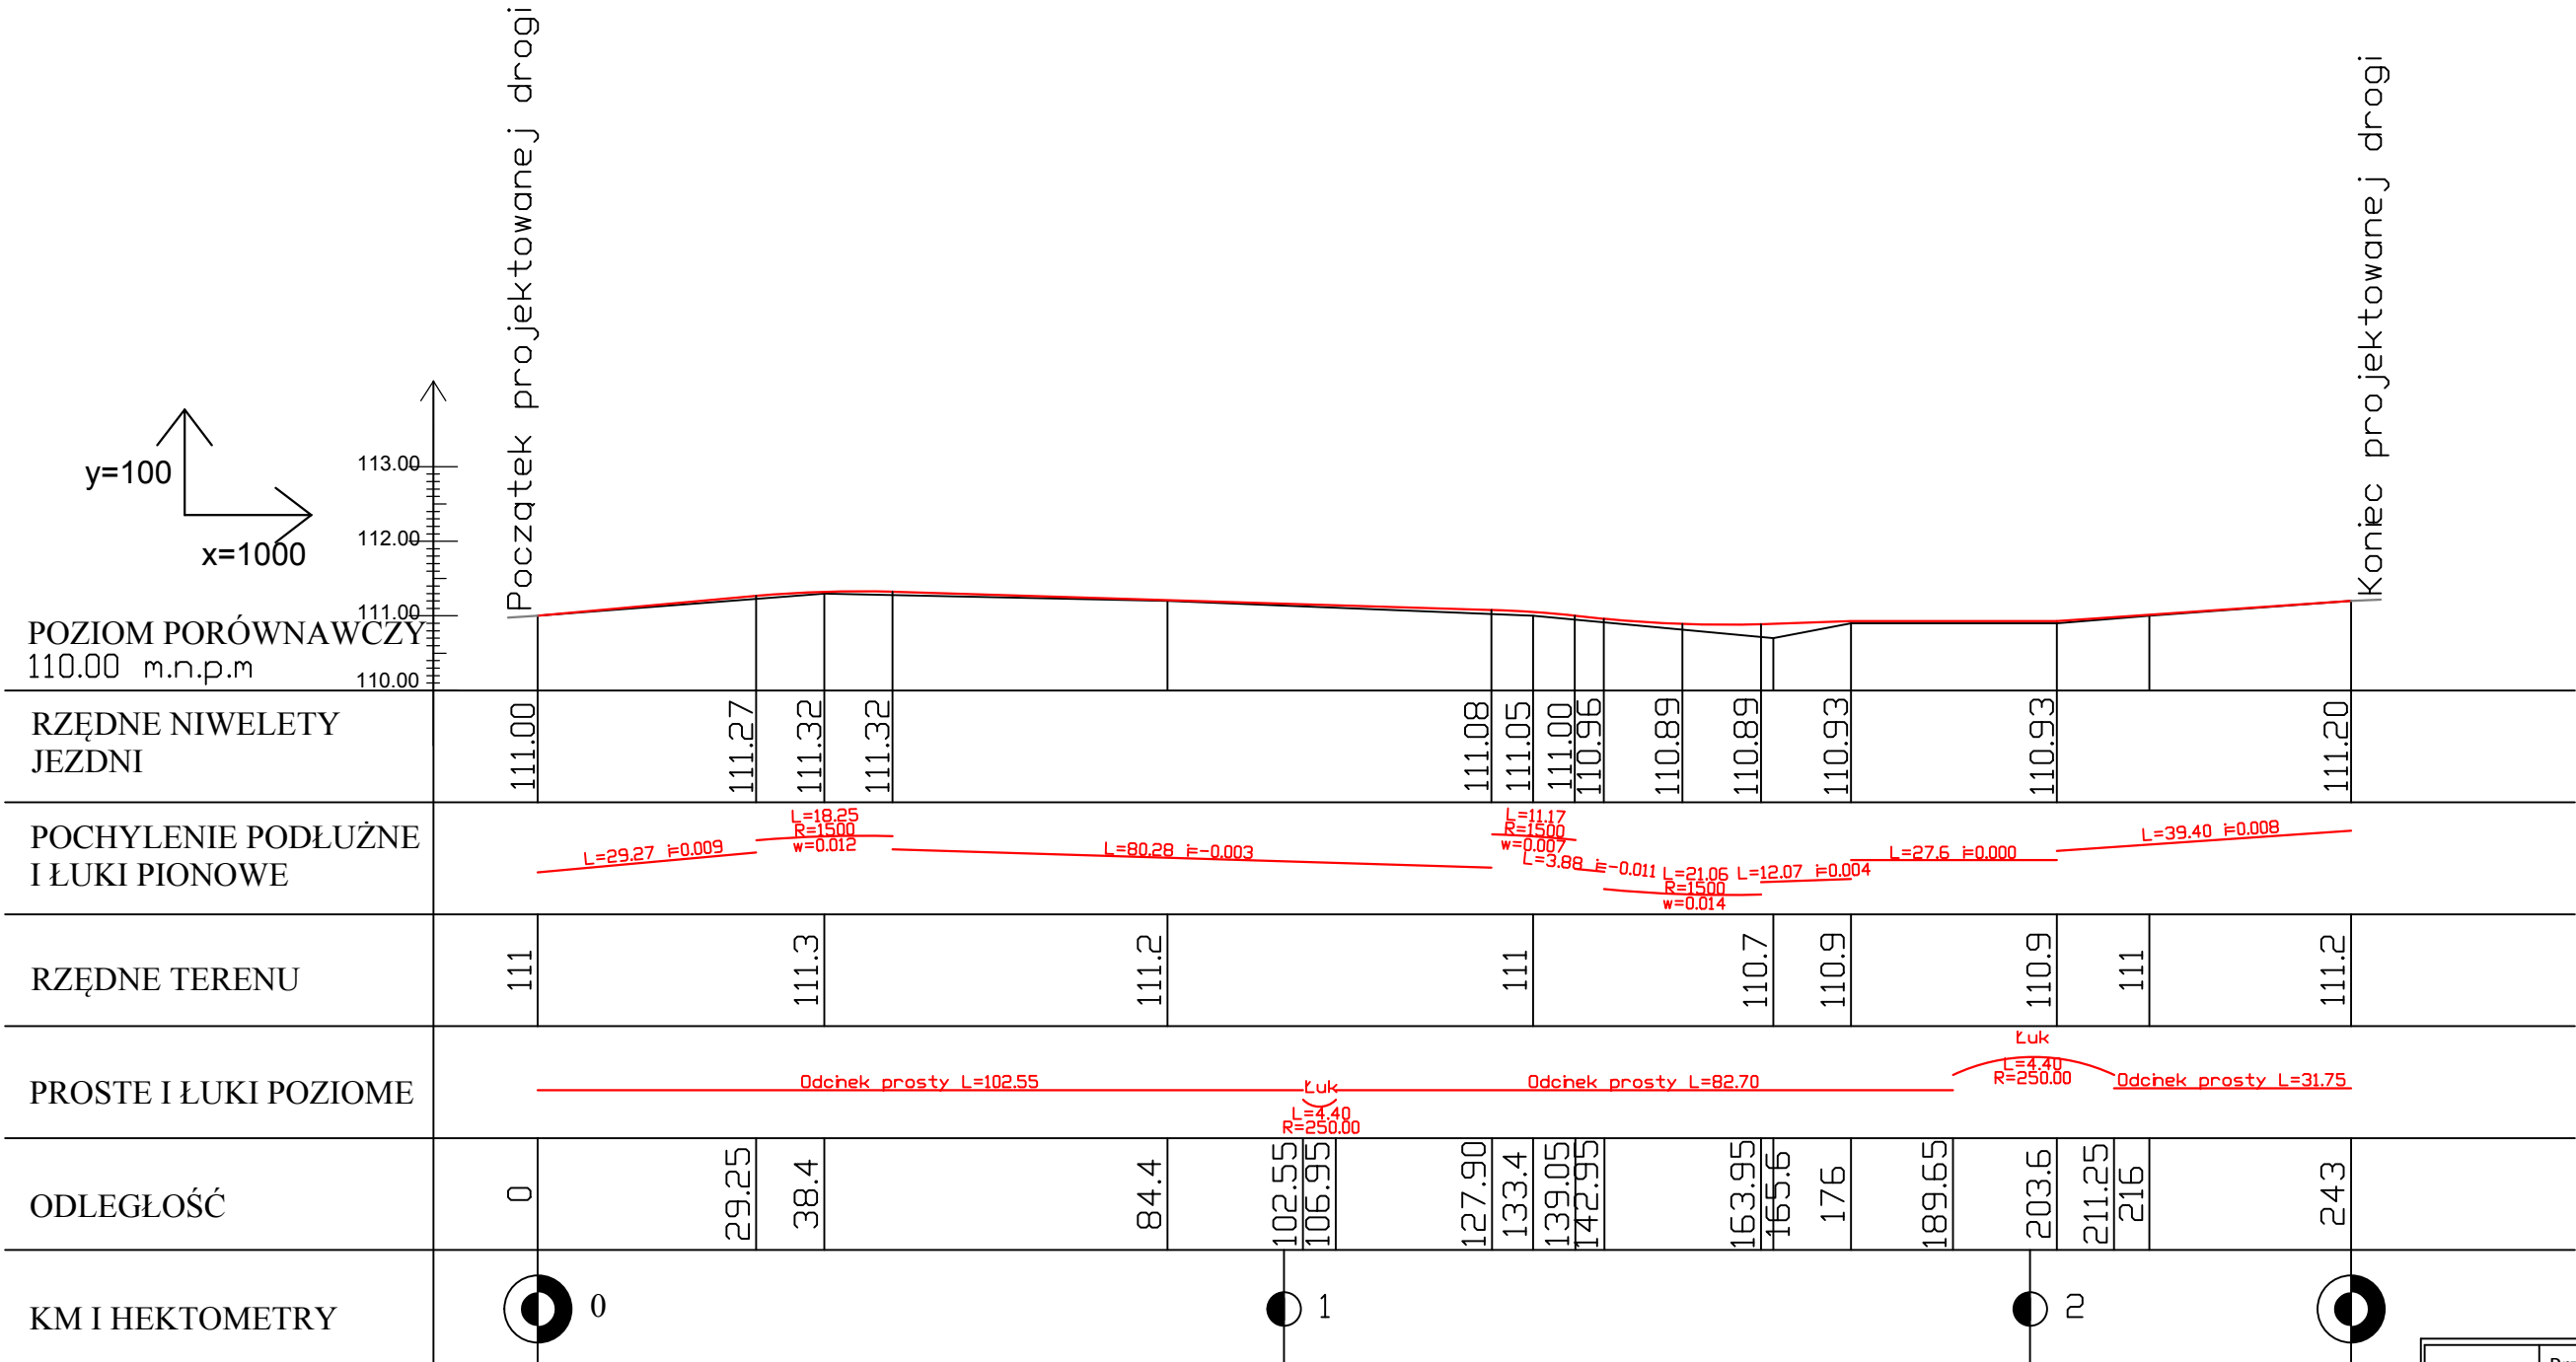 Początek projektowanej drogi
Koniec projektowanej drogi
y=100
x=1000
113.00
112.00
111.00
110.00
POZIOM PORÓWNAWCZY
110.00 m.n.p.m
RZĘDNE NIWELETY
JEZDNI
111.00 111.27 111.32 111.32 111.08 111.05 111.00 110.96 110.89 110.89 110.93 110.93 111.20
POCHYLENIE PODŁUŻNE
I ŁUKI PIONOWE
L=29.27 i=0.009
L=18.25
R=1500
w=0.012
L=80.28 i=-0.003
L=11.17
R=1500
w=0.007
L=3.88 i=-0.011
L=21.06
R=1500
w=0.014
L=12.07 i=0.004
L=27.6 i=0.000
L=39.40 i=0.008
RZĘDNE TERENU
111 111.3 111.2 111 110.7 110.9 110.9 111 111.2
PROSTE I ŁUKI POZIOME
Odcinek prosty L=102.55
Łuk
L=4.40
R=250.00
Odcinek prosty L=82.70
Łuk
L=4.40
R=250.00
Odcinek prosty L=31.75
ODLEGŁOŚĆ
0 29.25 38.4 84.4 102.55 106.95 127.90 133.4 139.05 142.95 163.95 165.6 176 189.65 203.6 211.25 216 243
KM I HEKTOMETRY
0 1 2